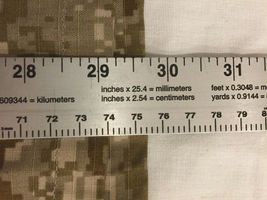 28 29 30 31
inches x 25.4 = millimeters feet x 0.3048 = m
609344 = kilometers inches x 2.54 = centimeters yards x 0.9144 =
71 72 73 74 75 76 77 78 79 8